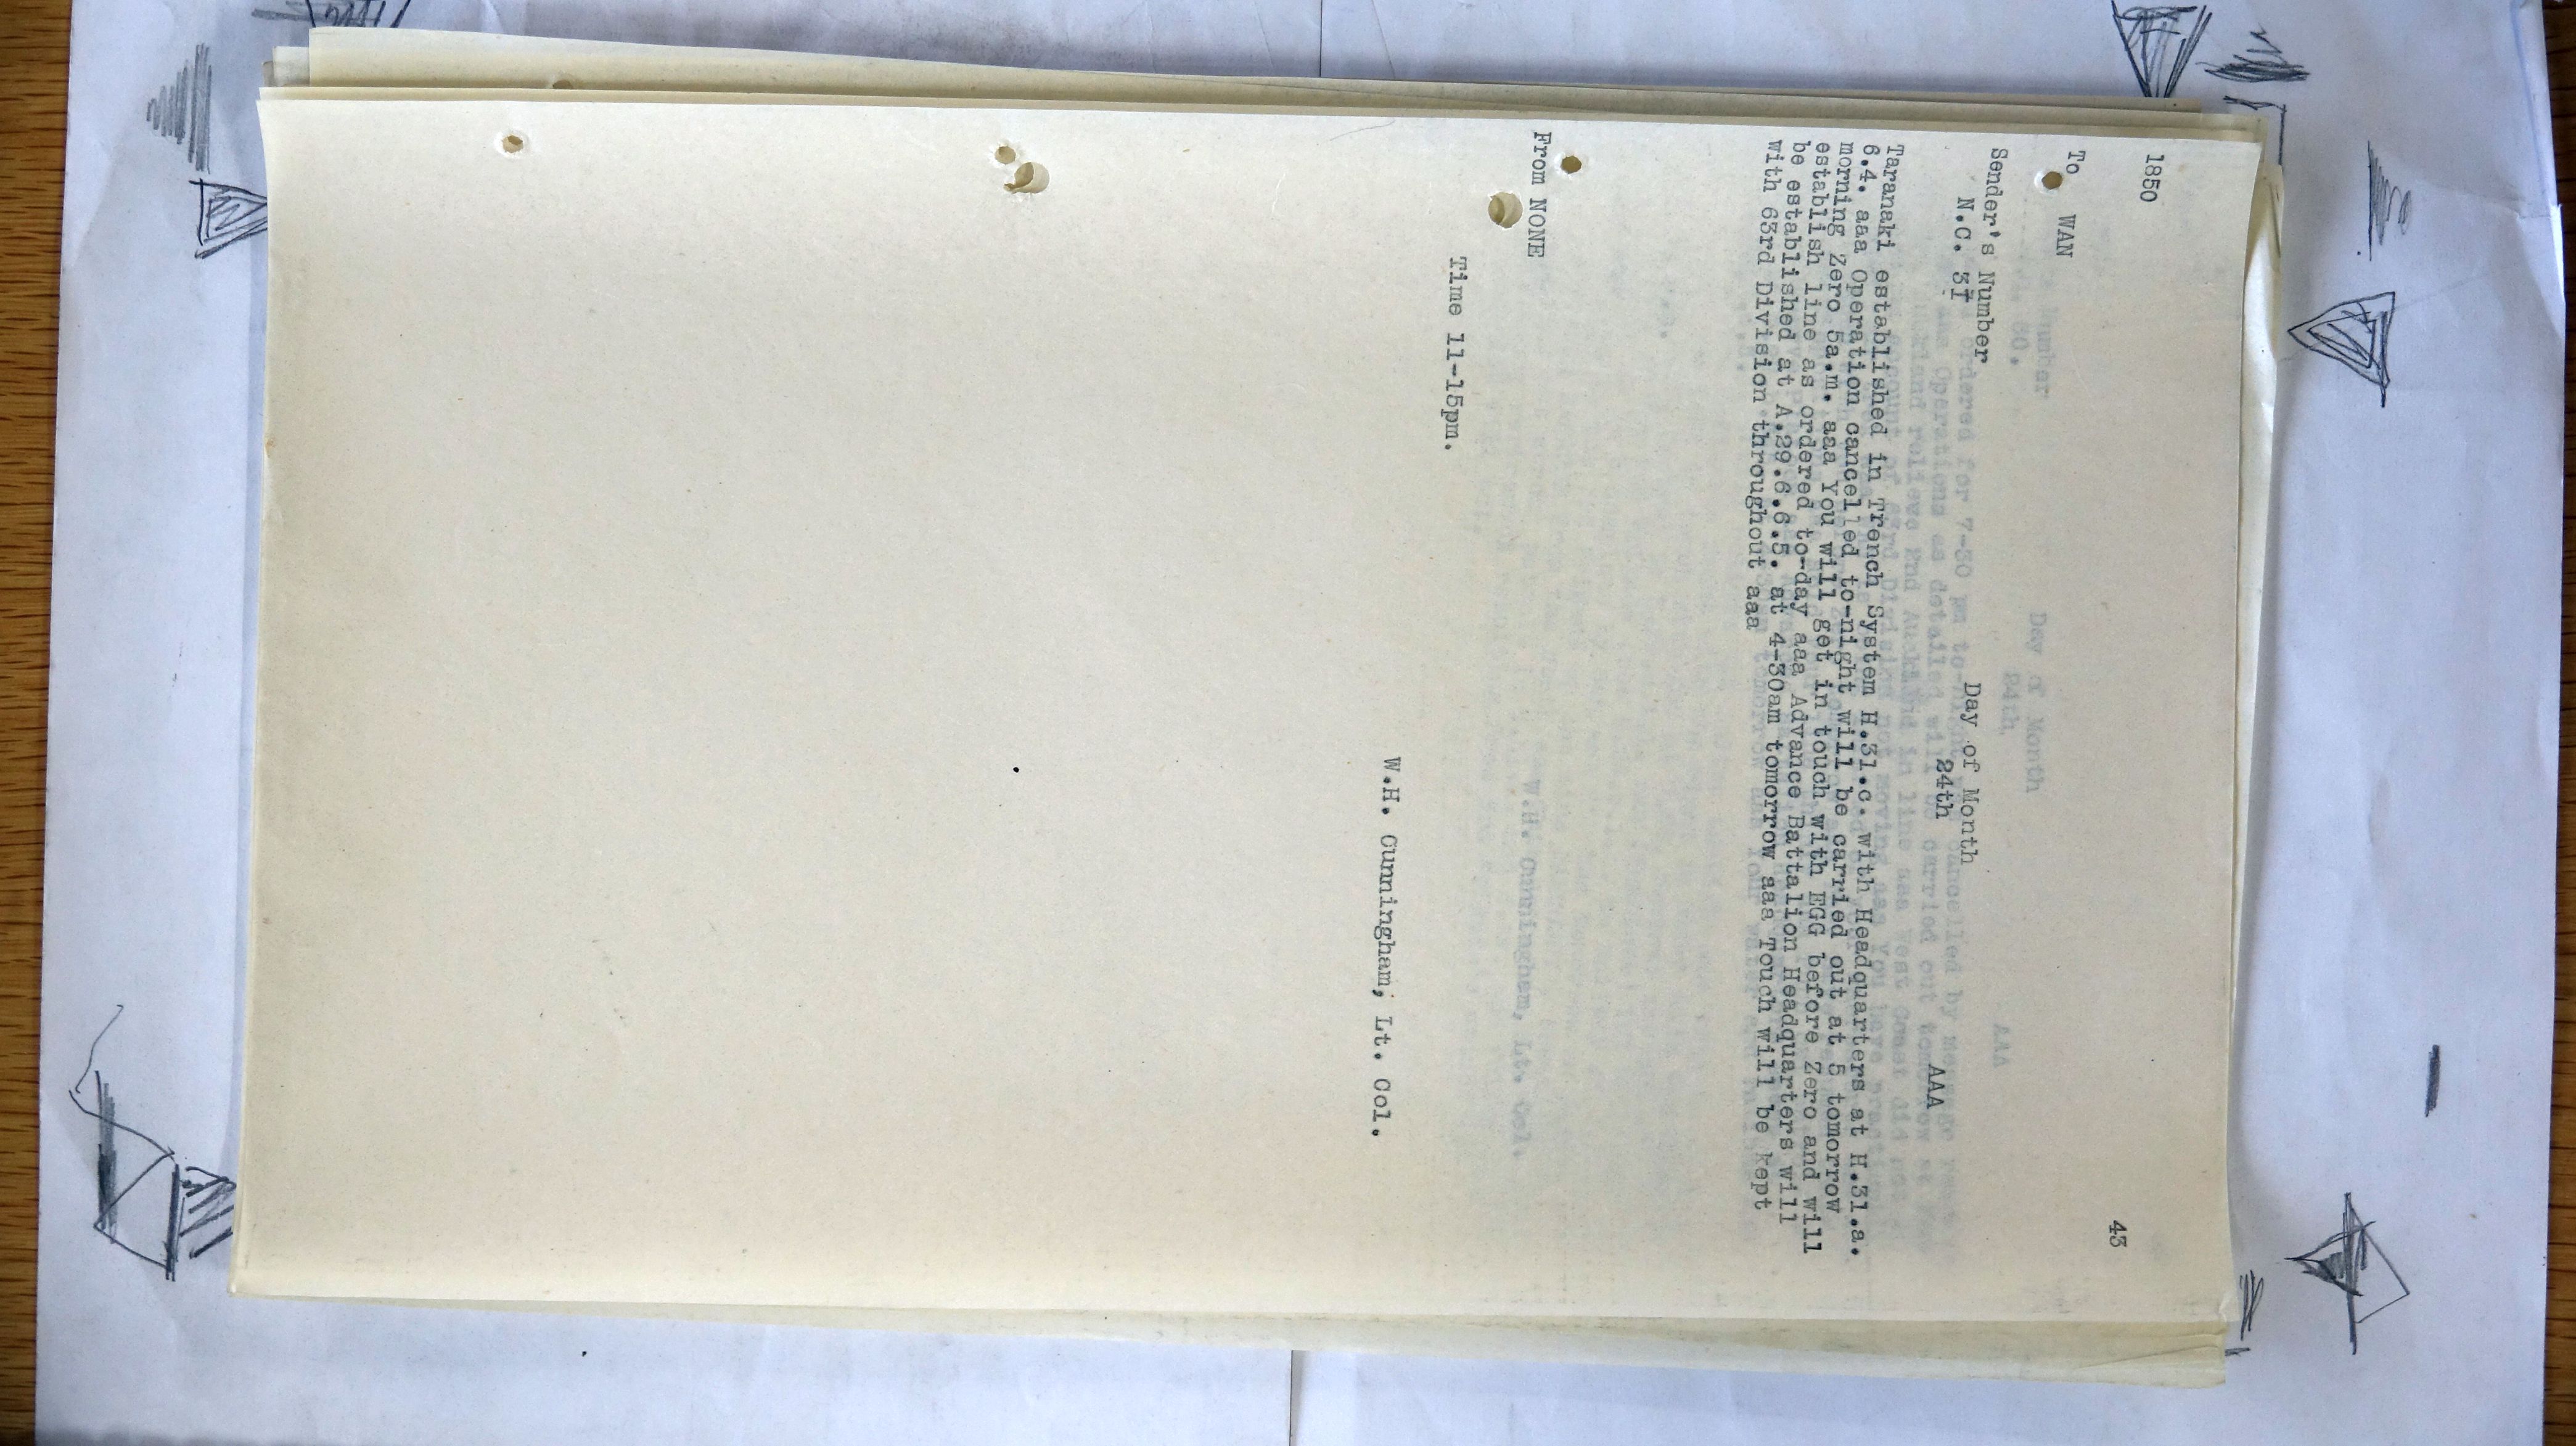 1850
43
To WAN
Sender's Number Day of Month
N.C. 31 24th AAA
Taranaki established in Trench System H.31.c. with Headquarters at H.31.a.
6.4. aaa Operation cancelled to-night will be carried out at 5 tomorrow
morning Zero 5a.m. aaa You will get in touch with EGG before Zero and will
establish line as ordered to-day aaa Advance Battalion Headquarters will
be established at A.29.6.6.5. at 4-30am tomorrow aaa Touch will be kept
with 63rd Division throughout aaa
From NONE
Time 11-15pm.
W.H. Cunningham, Lt. Col.